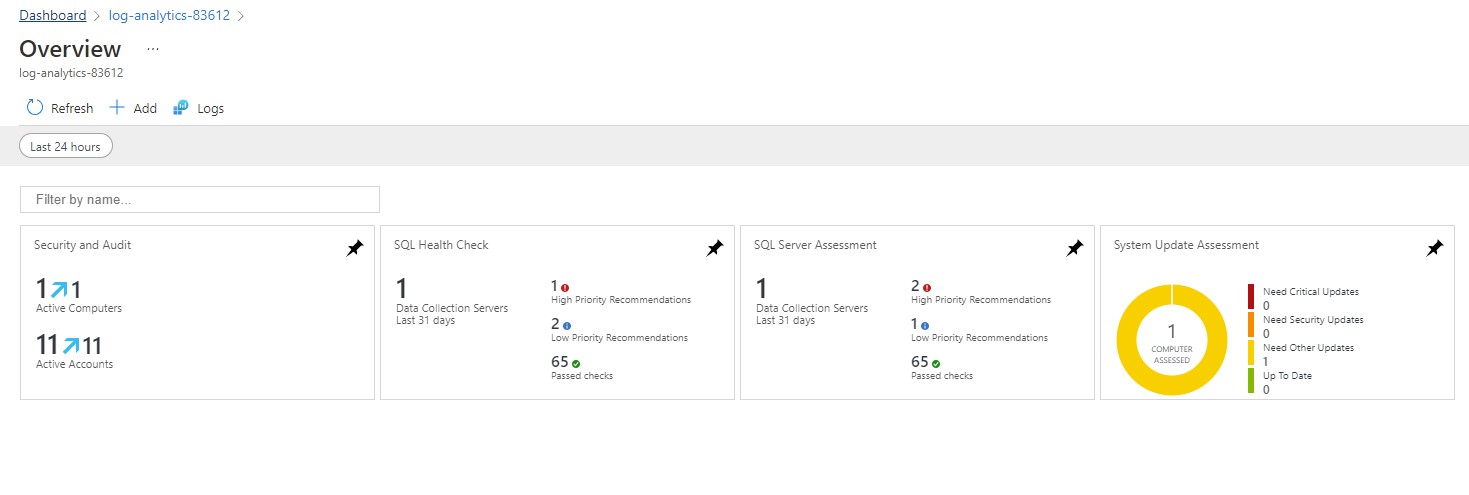 Dashboard > log-analytics-83612 >
Overview ...
log-analytics-83612
Refresh Add Logs
Last 24 hours
Filter by name...
Security and Audit
1 1
Active Computers
11 11
Active Accounts
SQL Health Check
1
Data Collection Servers
Last 31 days
1
High Priority Recommendations
2
Low Priority Recommendations
65
Passed checks
SQL Server Assessment
1
Data Collection Servers
Last 31 days
2
High Priority Recommendations
1
Low Priority Recommendations
65
Passed checks
System Update Assessment
1
COMPUTER
ASSESSED
Need Critical Updates
0
Need Security Updates
0
Need Other Updates
1
Up To Date
0